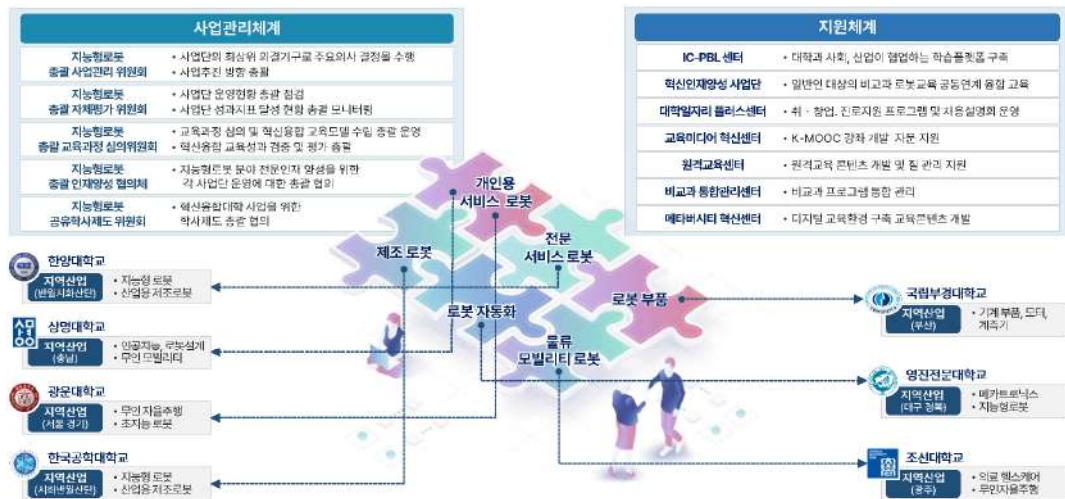 사업관리체계
지능형로봇
총괄 사업관리 위원회
• 사업단의 최상위 의결기구로 주요의사 결정을 수행
• 사업추진 방향 총괄
지능형로봇
총괄 자체평가 위원회
• 사업단 운영현황 총괄 점검
• 사업단 성과지표 달성 현황 총괄 모니터링
지능형로봇
총괄 교육과정 심의위원회
• 교육과정 심의 및 혁신융합 교육모델 수립 총괄 운영
• 혁신융합 교육성과 검증 및 평가 총괄
지능형로봇
총괄 인재양성 협의체
• 지능형로봇 분야 전문인재 양성을 위한
각 사업단 운영에 대한 총괄 협의
지능형로봇
공유학사제도 위원회
• 혁신융합대학 사업을 위한
학사제도 총괄 협의
지원체계
IC-PBL 센터
• 대학과 사회, 산업이 협업하는 학습플랫폼 구축
혁신인재양성 사업단
• 일반인 대상의 비교과 로봇교육 공동연계 융합 교육
대학일자리 플러스센터
• 취·창업, 진로지원 프로그램 및 채용설명회 운영
교육미디어 혁신센터
• K-MOOC 강좌 개발 자문 지원
원격교육센터
• 원격교육 콘텐츠 개발 및 질 관리 지원
비교과 통합관리센터
• 비교과 프로그램 통합 관리
메타버시티 혁신센터
• 디지털 교육환경 구축 교육콘텐츠 개발
개인용
서비스 로봇
제조 로봇
전문
서비스 로봇
로봇 자동화
로봇 부품
물류
모빌리티 로봇
한양대학교
지역산업
(반월시화산단)
• 지능형 로봇
• 산업용 제조로봇
상명대학교
지역산업
(충남)
• 인공지능, 로봇설계
• 무인 모빌리티
광운대학교
지역산업
(서울 경기)
• 무인 자율주행
• 초지능 로봇
한국공학대학교
지역산업
(시화반월산단)
• 지능형 로봇
• 산업용 제조로봇
국립부경대학교
지역산업
(부산)
• 기계 부품, 모터,
계측기
영진전문대학교
지역산업
(대구 경북)
• 메카트로닉스
• 지능형로봇
조선대학교
지역산업
(광주)
• 의료 헬스케어
• 무인자율주행